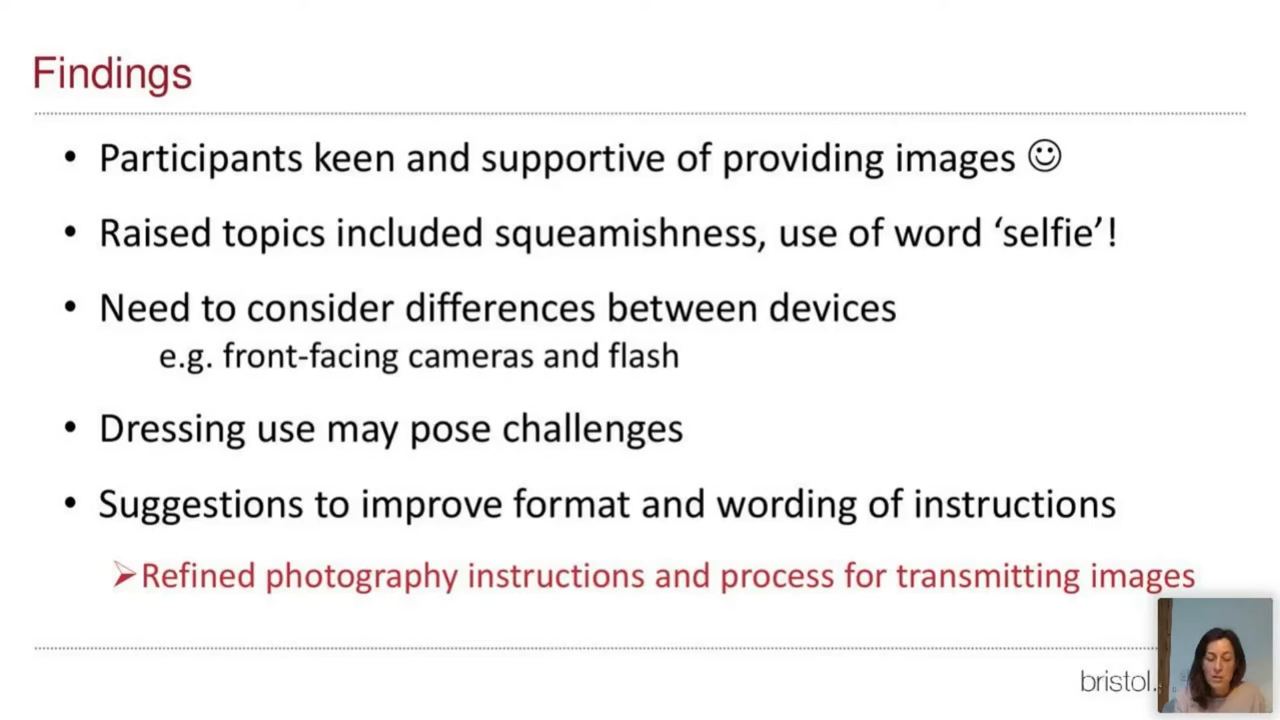 Findings
• Participants keen and supportive of providing images ☺
• Raised topics included squeamishness, use of word ‘selfie’!
• Need to consider differences between devices
e.g. front-facing cameras and flash
• Dressing use may pose challenges
• Suggestions to improve format and wording of instructions
➢Refined photography instructions and process for transmitting images
bristol.